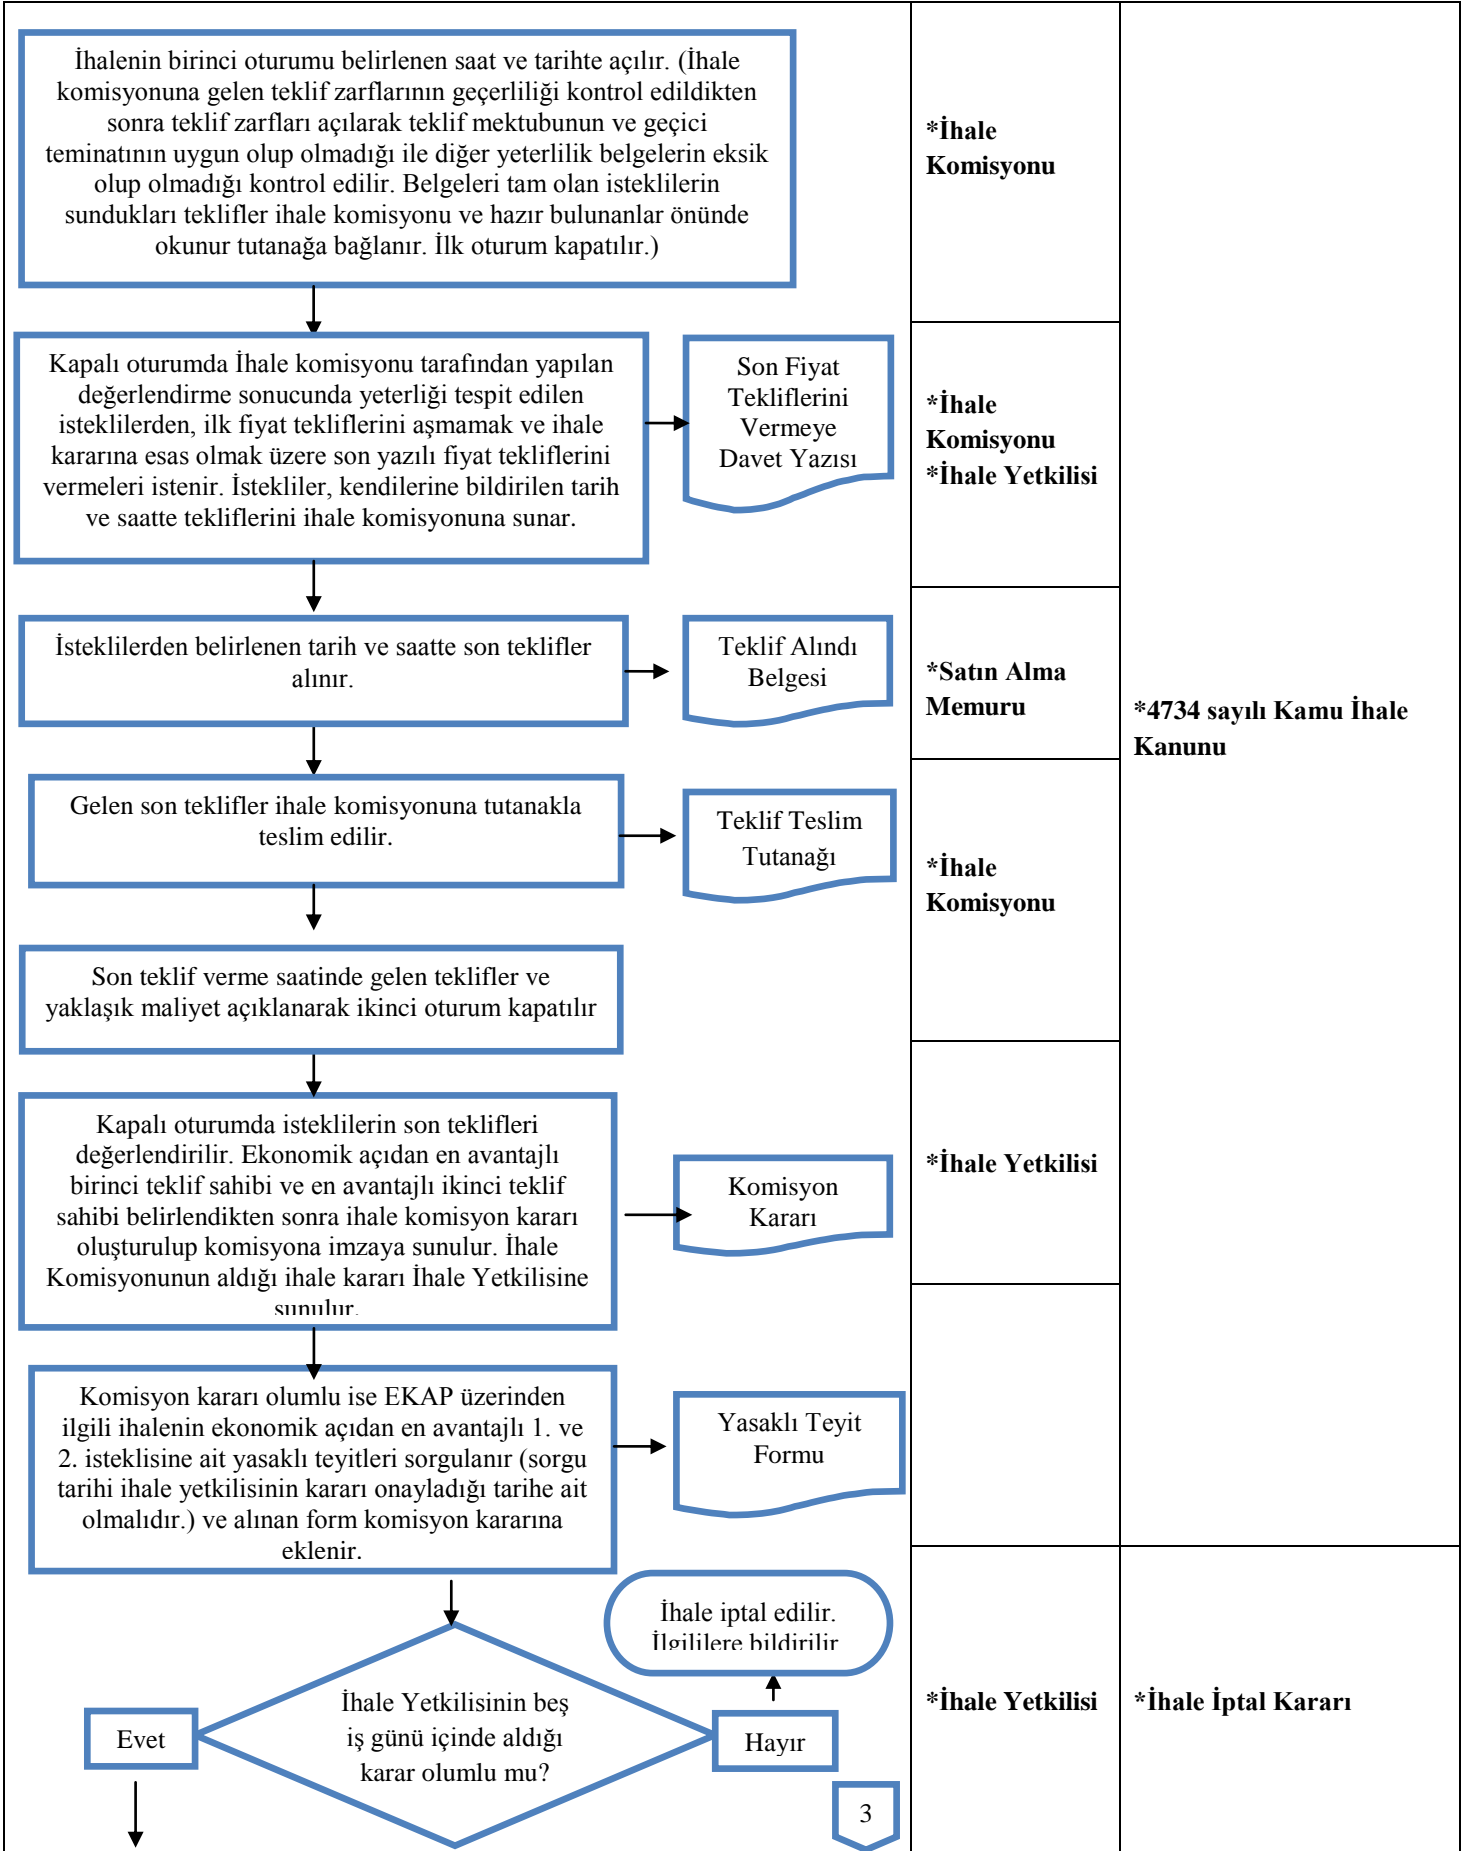 İhalenin birinci oturumu belirlenen saat ve tarihte açılır. (İhale
komisyonuna gelen teklif zarflarının geçerliliği kontrol edildikten
sonra teklif zarfları açılarak teklif mektubunun ve geçici
teminatının uygun olup olmadığı ile diğer yeterlilik belgelerin eksik
olup olmadığı kontrol edilir. Belgeleri tam olan isteklilerin
sundukları teklifler ihale komisyonu ve hazır bulunanlar önünde
okunur tutanağa bağlanır. İlk oturum kapatılır.)
*İhale
Komisyonu
Kapalı oturumda İhale komisyonu tarafından yapılan
değerlendirme sonucunda yeterliği tespit edilen
isteklilerden, ilk fiyat tekliflerini aşmamak ve ihale
kararına esas olmak üzere son yazılı fiyat tekliflerini
vermeleri istenir. İstekliler, kendilerine bildirilen tarih
ve saatte tekliflerini ihale komisyonuna sunar.
Son Fiyat
Tekliflerini
Vermeye
Davet Yazısı
*İhale
Komisyonu
*İhale Yetkilisi
İsteklilerden belirlenen tarih ve saatte son teklifler
alınır.
Teklif Alındı
Belgesi
*Satın Alma
Memuru
*4734 sayılı Kamu İhale
Kanunu
Gelen son teklifler ihale komisyonuna tutanakla
teslim edilir.
Teklif Teslim
Tutanağı
*İhale
Komisyonu
Son teklif verme saatinde gelen teklifler ve
yaklaşık maliyet açıklanarak ikinci oturum kapatılır
Kapalı oturumda isteklilerin son teklifleri
değerlendirilir. Ekonomik açıdan en avantajlı
birinci teklif sahibi ve en avantajlı ikinci teklif
sahibi belirlendikten sonra ihale komisyon kararı
oluşturulup komisyona imzaya sunulur. İhale
Komisyonunun aldığı ihale kararı İhale Yetkilisine
sunulur.
Komisyon
Kararı
*İhale Yetkilisi
Komisyon kararı olumlu ise EKAP üzerinden
ilgili ihalenin ekonomik açıdan en avantajlı 1. ve
2. isteklisine ait yasaklı teyitleri sorgulanır (sorgu
tarihi ihale yetkilisinin kararı onayladığı tarihe ait
olmalıdır.) ve alınan form komisyon kararına
eklenir.
Yasaklı Teyit
Formu
İhale iptal edilir.
İlgililere bildirilir
İhale Yetkilisinin beş
iş günü içinde aldığı
karar olumlu mu?
Evet
Hayır
*İhale Yetkilisi
*İhale İptal Kararı
3